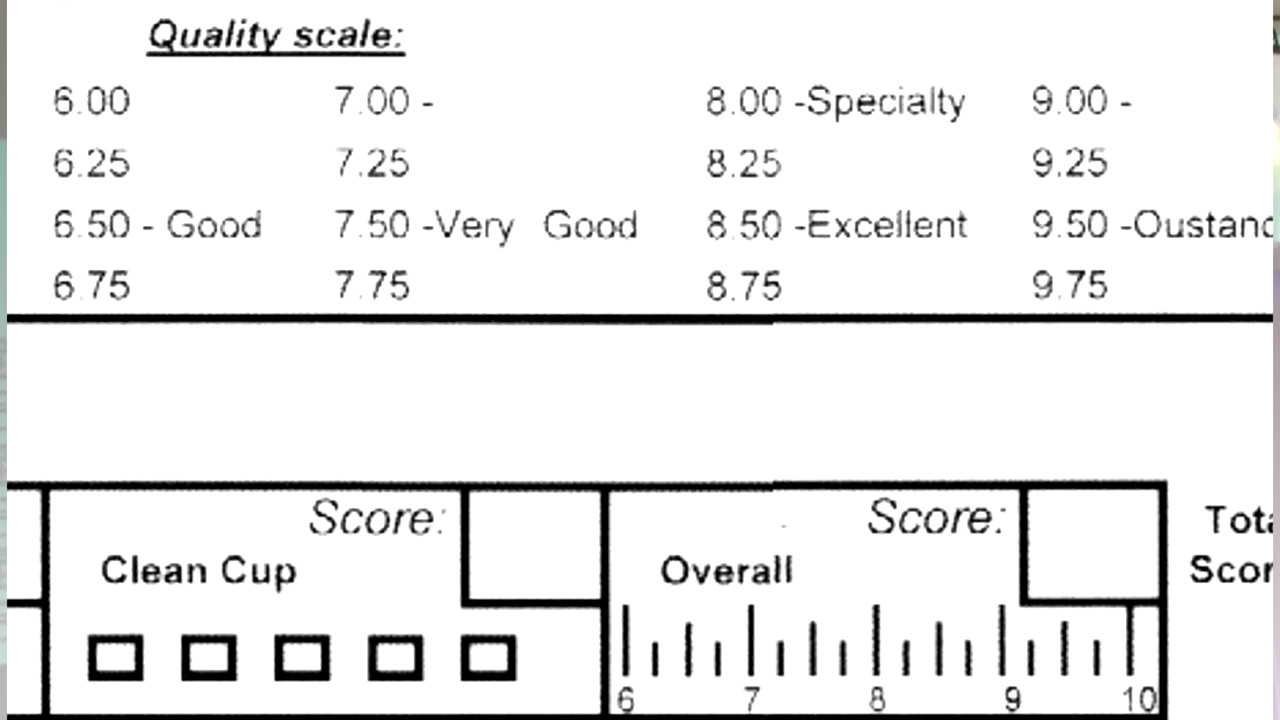 Quality scale:
6.00 7.00 - 8.00 -Specialty 9.00 -
6.25 7.25 8.25 9.25
6.50 - Good 7.50 -Very Good 8.50 -Excellent 9.50 -Oustanc
6.75 7.75 8.75 9.75
Score: Score: Tota
Clean Cup Overall Scor
6 7 8 9 10